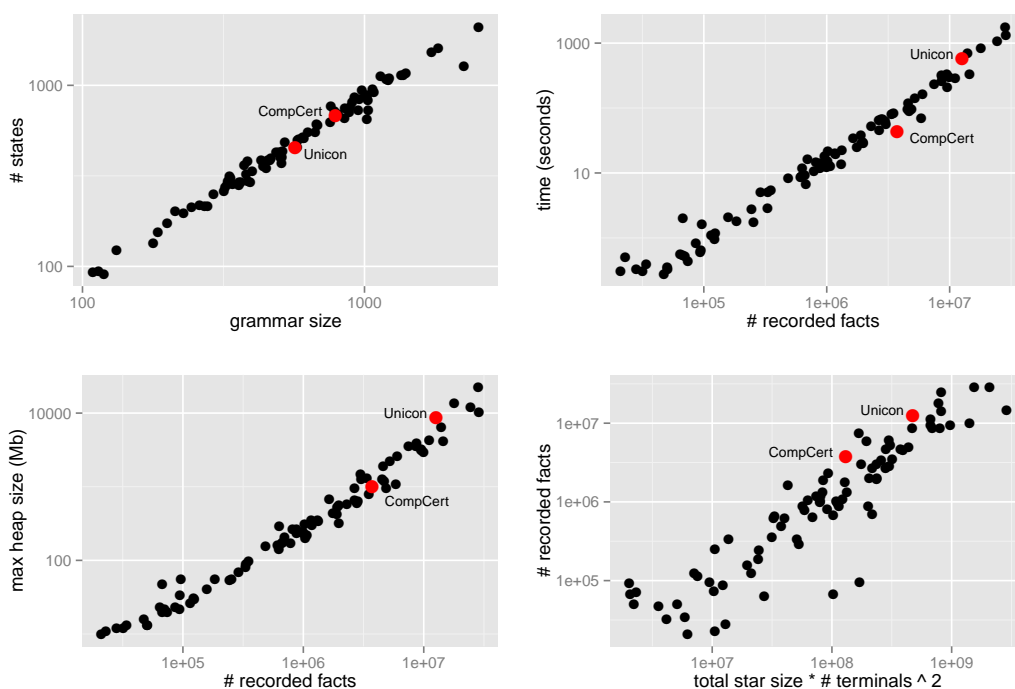 # states
1000
100
CompCert
Unicon
100
1000
grammar size
time (seconds)
1000
10
Unicon
CompCert
1e+05
1e+06
1e+07
# recorded facts
max heap size (Mb)
10000
100
Unicon
CompCert
1e+05
1e+06
1e+07
# recorded facts
# recorded facts
1e+07
1e+06
1e+05
Unicon
CompCert
1e+07
1e+08
1e+09
total star size * # terminals ^ 2